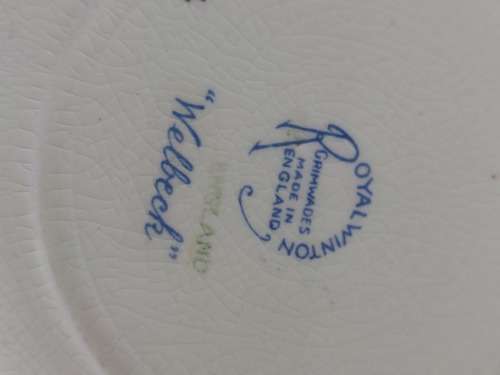 ROYAL WINTON
GRIMWADES
MADE IN
ENGLAND
ENGLAND
"Welbeck"